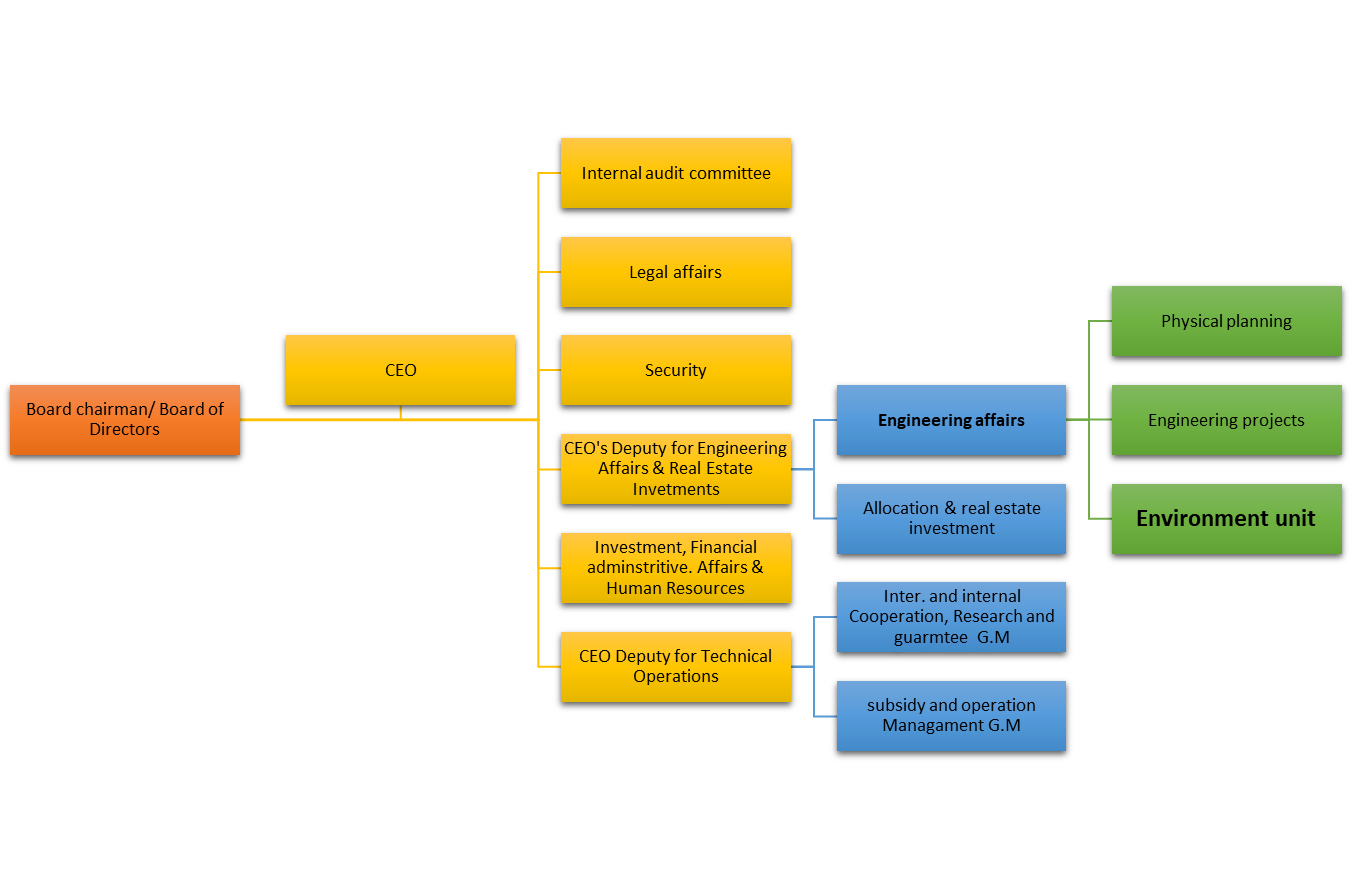 Board chairman/ Board of
Directors
CEO
Internal audit committee
Legal affairs
Security
CEO's Deputy for Engineering
Affairs & Real Estate
Invetments
Investment, Financial
adminstritive. Affairs &
Human Resources
CEO Deputy for Technical
Operations
Engineering affairs
Allocation & real estate
investment
Inter. and internal
Cooperation, Research and
guarmtee  G.M
subsidy and operation
Managament G.M
Physical planning
Engineering projects
Environment unit